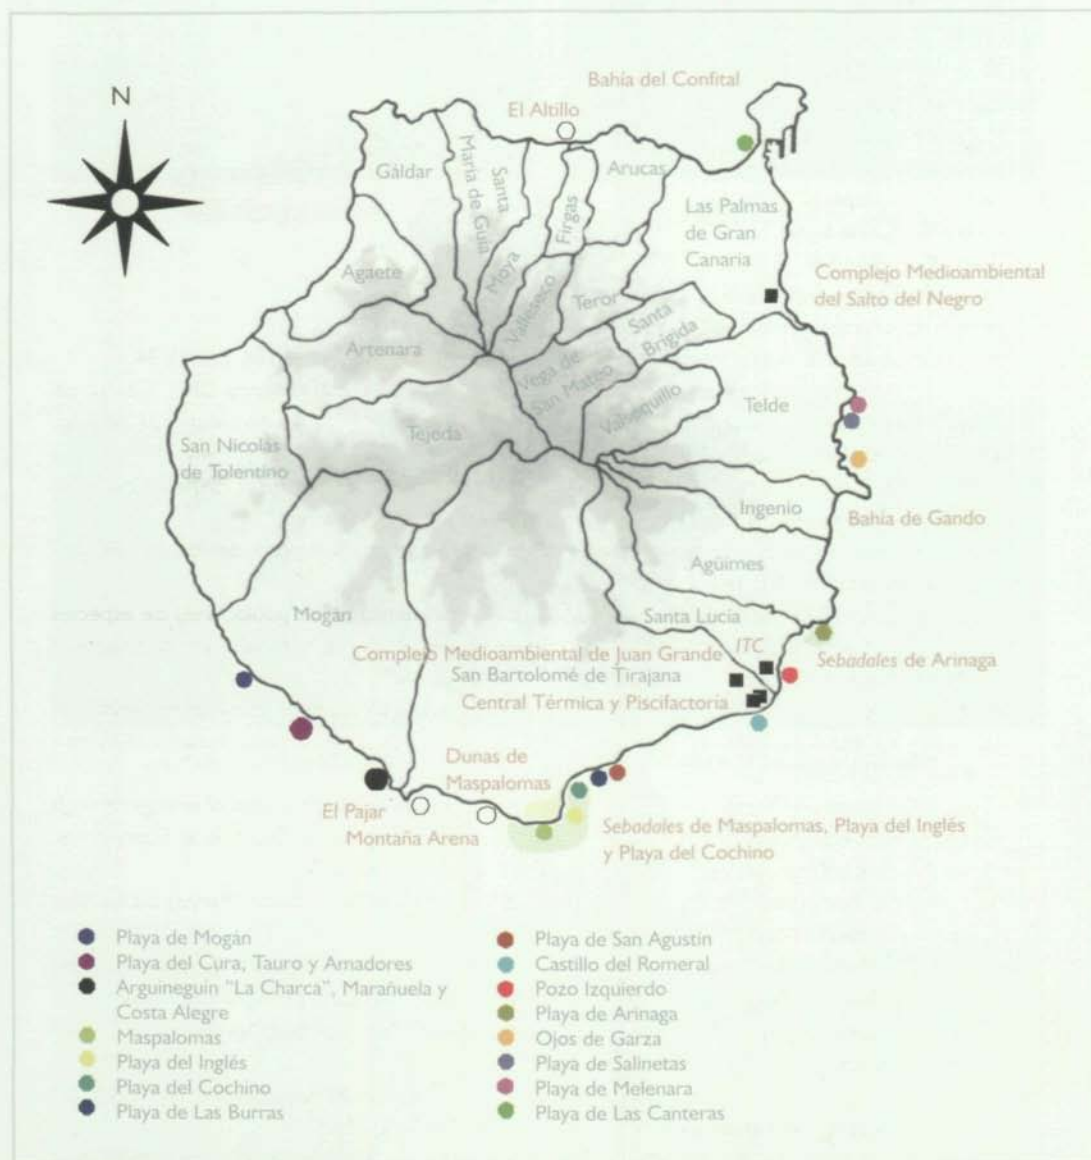 Bahía del Confital
N
El Altillo
Gáldar
Santa
María de Guía
Moya
Firgas
Arucas
Las Palmas
de Gran
Canaria
Agaete
Valleseco
Teror
Complejo Medioambiental
del Salto del Negro
Artenara
Santa
Brígida
Vega de
San Mateo
Valsequillo
Telde
San Nicolás
de Tolentino
Tejeda
Ingenio
Bahía de Gando
Agüimes
Mogán
Santa Lucía
ITC
Complejo Medioambiental de Juan Grande
San Bartolomé de Tirajana
Sebadales de Arinaga
Central Térmica y Piscifactoría
Dunas de
Maspalomas
El Pajar
Montaña Arena
Sebadales de Maspalomas, Playa del Inglés
y Playa del Cochino
Playa de Mogán
Playa del Cura, Tauro y Amadores
Arguineguín "La Charca", Marañuela y
Costa Alegre
Maspalomas
Playa del Inglés
Playa del Cochino
Playa de Las Burras
Playa de San Agustín
Castillo del Romeral
Pozo Izquierdo
Playa de Arinaga
Ojos de Garza
Playa de Salinetas
Playa de Melenara
Playa de Las Canteras